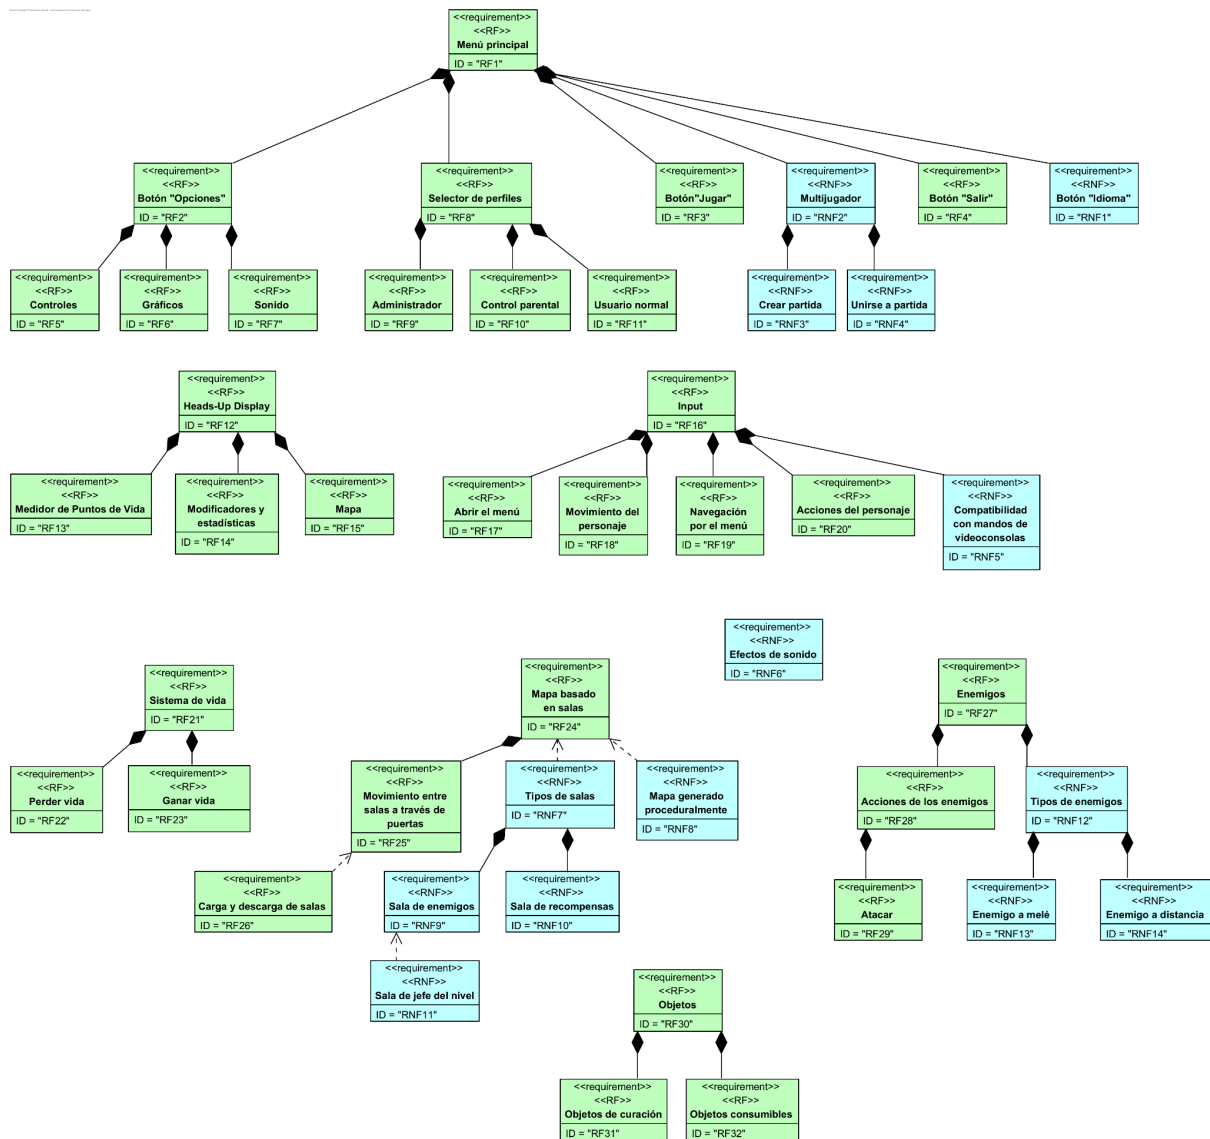 <<requirement>>
<<RF>>
Menú principal
ID = "RF1"
<<requirement>>
<<RF>>
Botón "Opciones"
ID = "RF2"
<<requirement>>
<<RF>>
Selector de perfiles
ID = "RF8"
<<requirement>>
<<RF>>
Botón"Jugar"
ID = "RF3"
<<requirement>>
<<RNF>>
Multijugador
ID = "RNF2"
<<requirement>>
<<RF>>
Botón "Salir"
ID = "RF4"
<<requirement>>
<<RNF>>
Botón "Idioma"
ID = "RNF1"
<<requirement>>
<<RF>>
Controles
ID = "RF5"
<<requirement>>
<<RF>>
Gráficos
ID = "RF6"
<<requirement>>
<<RF>>
Sonido
ID = "RF7"
<<requirement>>
<<RF>>
Administrador
ID = "RF9"
<<requirement>>
<<RF>>
Control parental
ID = "RF10"
<<requirement>>
<<RF>>
Usuario normal
ID = "RF11"
<<requirement>>
<<RNF>>
Crear partida
ID = "RNF3"
<<requirement>>
<<RNF>>
Unirse a partida
ID = "RNF4"
<<requirement>>
<<RF>>
Heads-Up Display
ID = "RF12"
<<requirement>>
<<RF>>
Input
ID = "RF16"
<<requirement>>
<<RF>>
Medidor de Puntos de Vida
ID = "RF13"
<<requirement>>
<<RF>>
Modificadores y
estadísticas
ID = "RF14"
<<requirement>>
<<RF>>
Mapa
ID = "RF15"
<<requirement>>
<<RF>>
Abrir el menú
ID = "RF17"
<<requirement>>
<<RF>>
Movimiento del
personaje
ID = "RF18"
<<requirement>>
<<RF>>
Navegación
por el menú
ID = "RF19"
<<requirement>>
<<RF>>
Acciones del personaje
ID = "RF20"
<<requirement>>
<<RNF>>
Compatibilidad
con mandos de
videoconsolas
ID = "RNF5"
<<requirement>>
<<RNF>>
Efectos de sonido
ID = "RNF6"
<<requirement>>
<<RF>>
Sistema de vida
ID = "RF21"
<<requirement>>
<<RF>>
Mapa basado
en salas
ID = "RF24"
<<requirement>>
<<RF>>
Enemigos
ID = "RF27"
<<requirement>>
<<RF>>
Perder vida
ID = "RF22"
<<requirement>>
<<RF>>
Ganar vida
ID = "RF23"
<<requirement>>
<<RF>>
Movimiento entre
salas a través de
puertas
ID = "RF25"
<<requirement>>
<<RNF>>
Tipos de salas
ID = "RNF7"
<<requirement>>
<<RNF>>
Mapa generado
proceduralmente
ID = "RNF8"
<<requirement>>
<<RF>>
Acciones de los enemigos
ID = "RF28"
<<requirement>>
<<RNF>>
Tipos de enemigos
ID = "RNF12"
<<requirement>>
<<RF>>
Carga y descarga de salas
ID = "RF26"
<<requirement>>
<<RNF>>
Sala de enemigos
ID = "RNF9"
<<requirement>>
<<RNF>>
Sala de recompensas
ID = "RNF10"
<<requirement>>
<<RF>>
Atacar
ID = "RF29"
<<requirement>>
<<RNF>>
Enemigo a melé
ID = "RNF13"
<<requirement>>
<<RNF>>
Enemigo a distancia
ID = "RNF14"
<<requirement>>
<<RNF>>
Sala de jefe del nivel
ID = "RNF11"
<<requirement>>
<<RF>>
Objetos
ID = "RF30"
<<requirement>>
<<RF>>
Objetos de curación
ID = "RF31"
<<requirement>>
<<RF>>
Objetos consumibles
ID = "RF32"